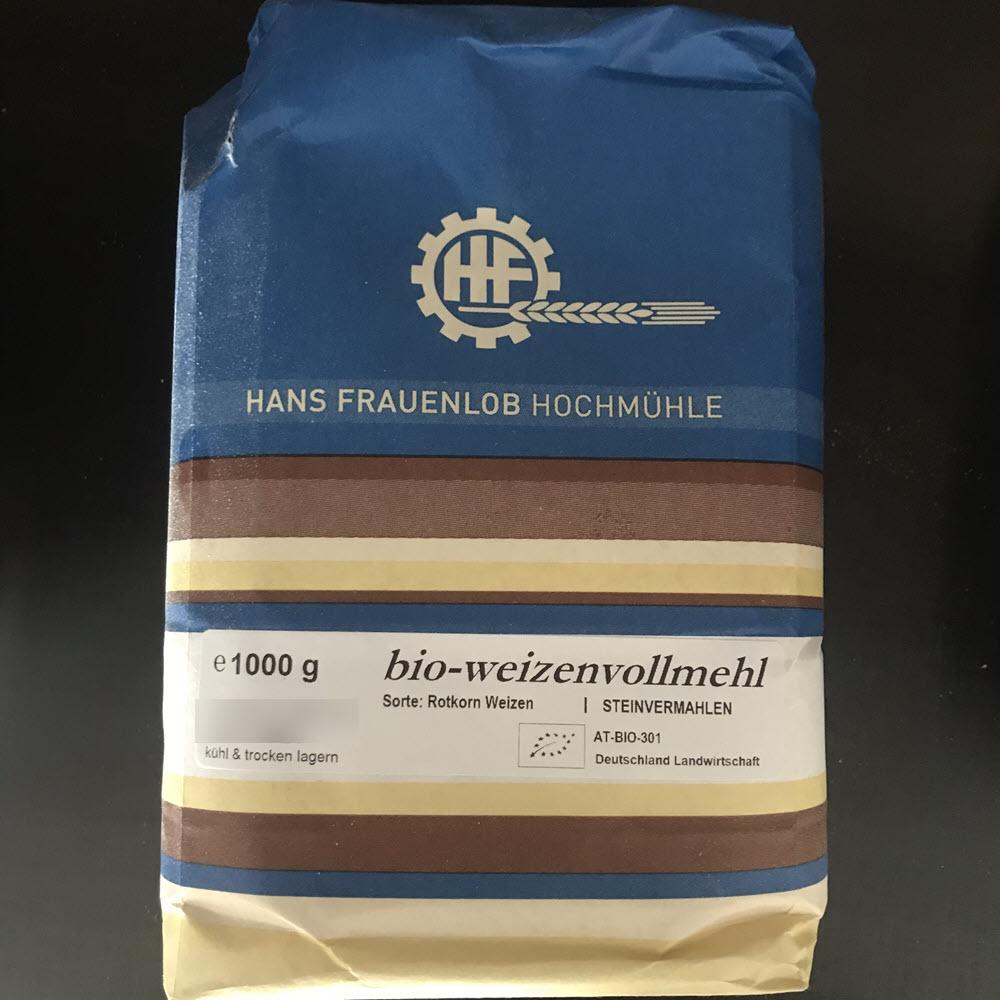 HF
HANS FRAUENLOB HOCHMÜHLE
℮ 1000 g
bio-weizenvollmehl
Sorte: Rotkorn Weizen | STEINVERMAHLEN
AT-BIO-301
kühl & trocken lagern
Deutschland Landwirtschaft